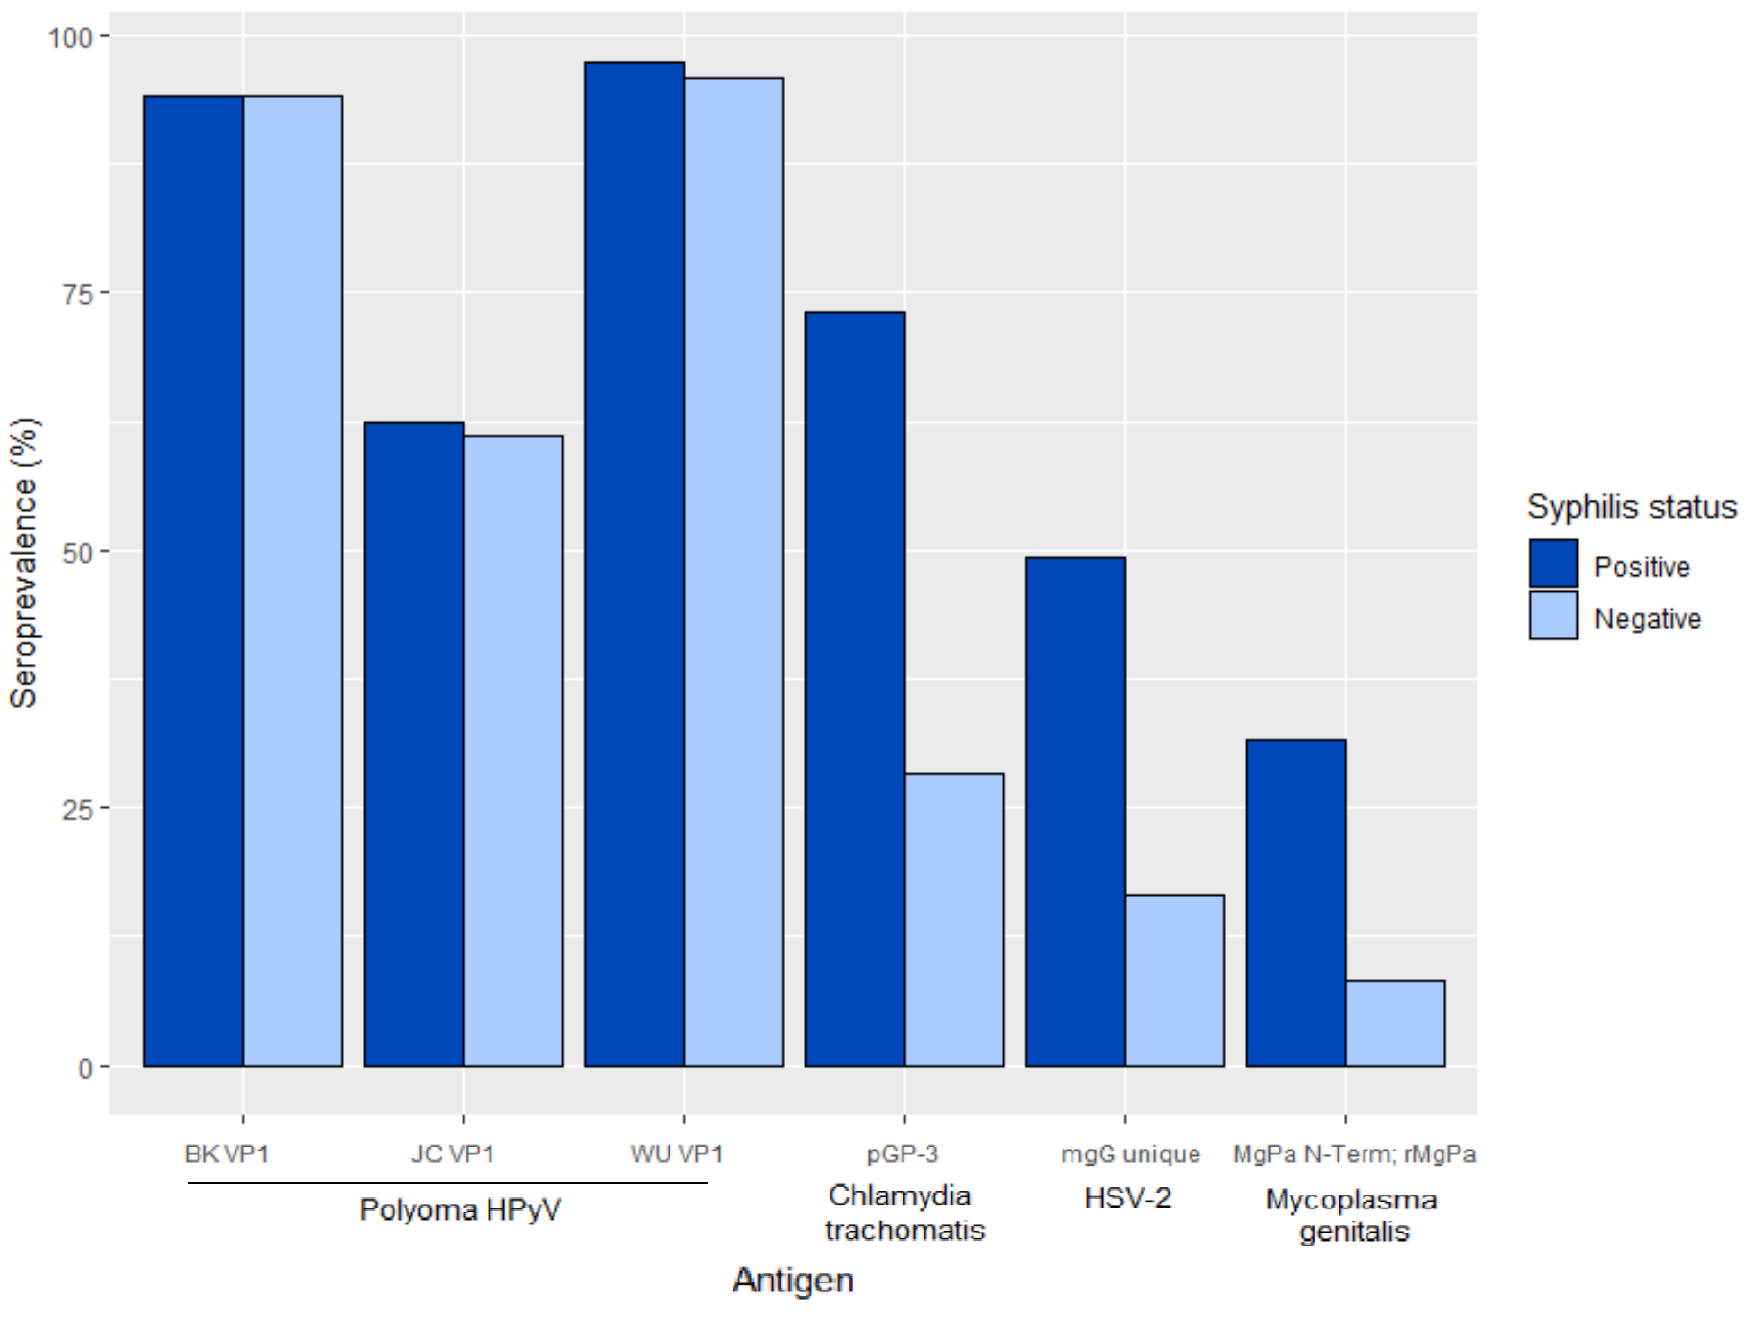 100
75
50
25
0
Seroprevalence (%)
Syphilis status
Positive
Negative
BK VP1
JC VP1
WU VP1
pGP-3
mgG unique
MgPa N-Term; rMgPa
Polyoma HPyV
Chlamydia
trachomatis
HSV-2
Mycoplasma
genitalis
Antigen